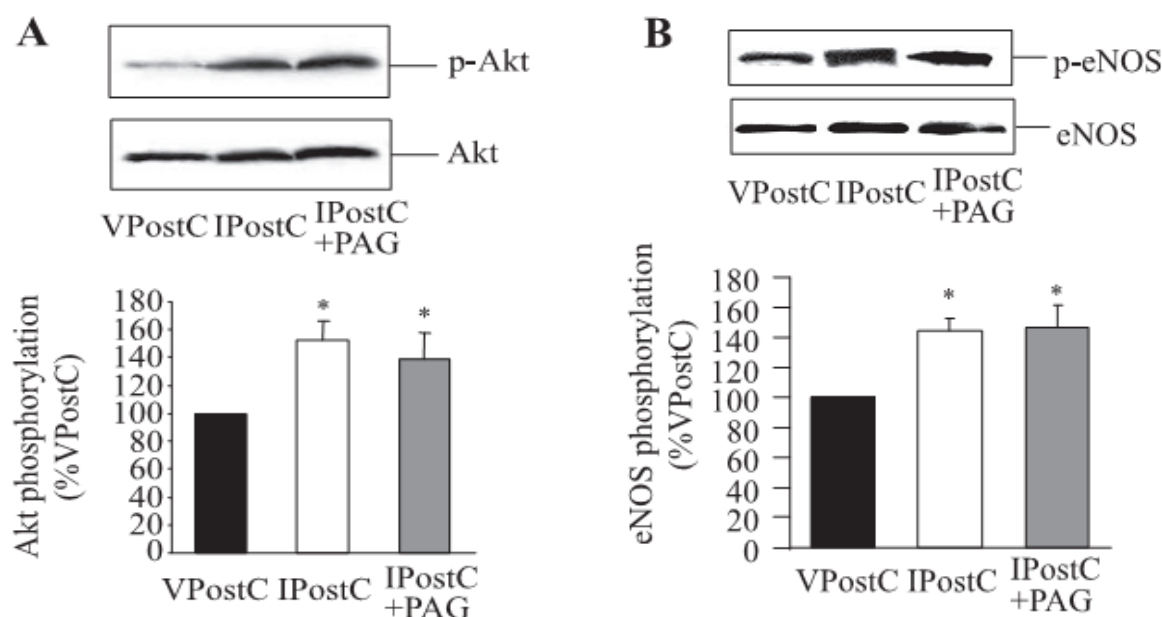 A
p-Akt
Akt
VPostC IPostC IPostC
+PAG
Akt phosphorylation
(%VPostC)
180
160
140
120
100
80
60
40
20
0
*
*
VPostC IPostC IPostC
+PAG
B
p-eNOS
eNOS
VPostC IPostC IPostC
+PAG
eNOS phosphorylation
(%VPostC)
180
160
140
120
100
80
60
40
20
0
*
*
VPostC IPostC IPostC
+PAG